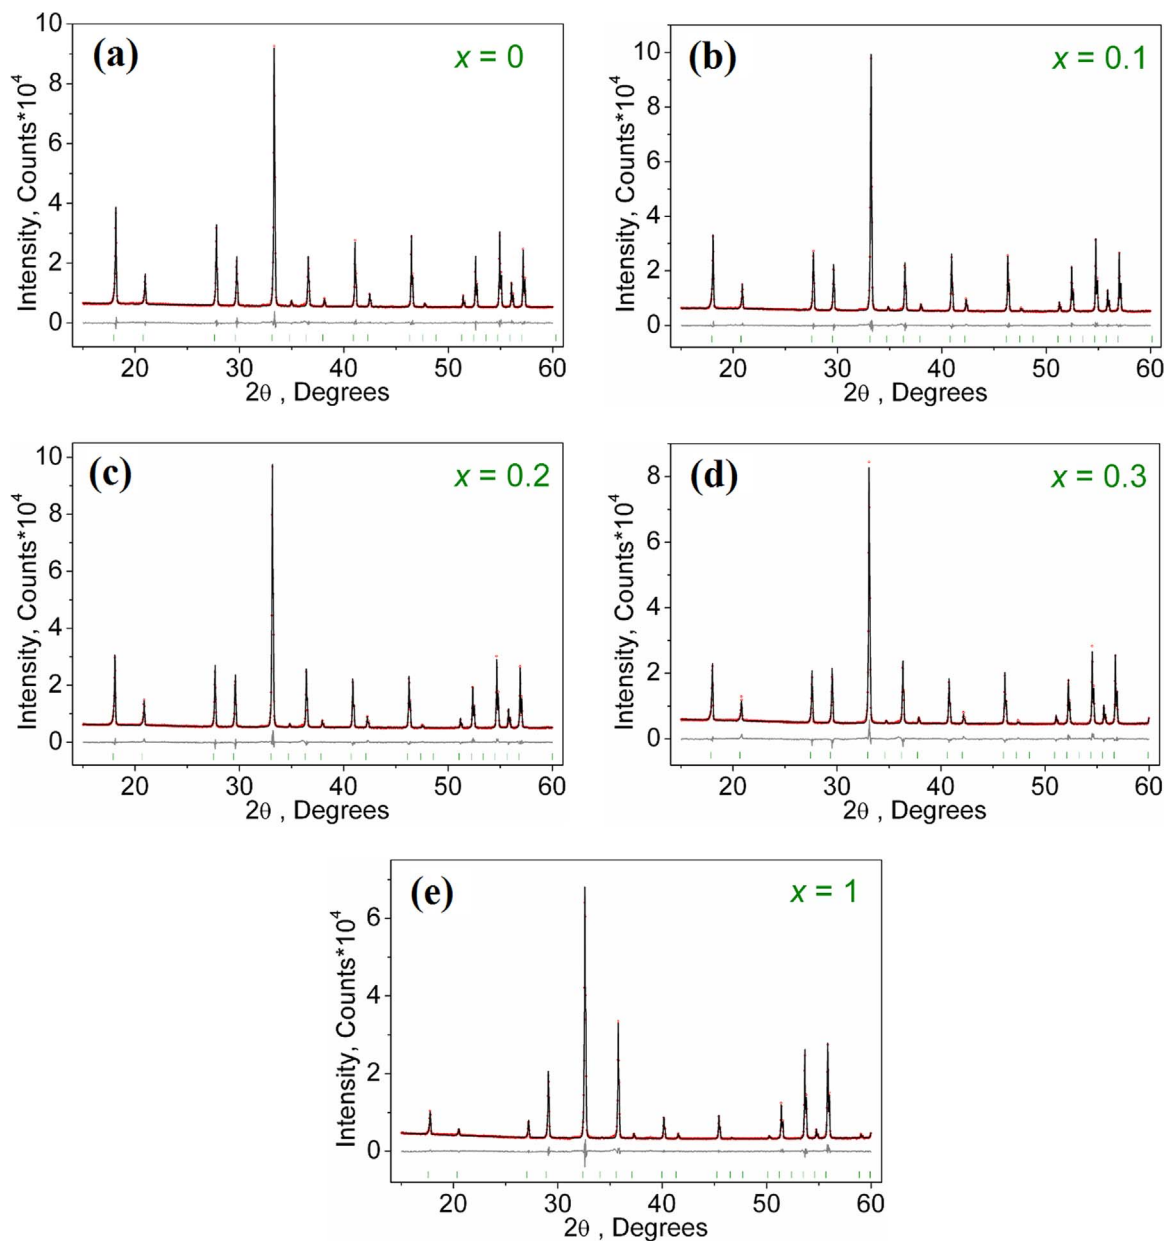 (a)
x = 0
Intensity, Counts*10⁴
10
8
6
4
2
0
20 30 40 50 60
2θ , Degrees
(b)
x = 0.1
Intensity, Counts*10⁴
10
8
6
4
2
0
20 30 40 50 60
2θ , Degrees
(c)
x = 0.2
Intensity, Counts*10⁴
10
8
6
4
2
0
20 30 40 50 60
2θ , Degrees
(d)
x = 0.3
Intensity, Counts*10⁴
8
6
4
2
0
20 30 40 50 60
2θ , Degrees
(e)
x = 1
Intensity, Counts*10⁴
6
4
2
0
20 30 40 50 60
2θ , Degrees